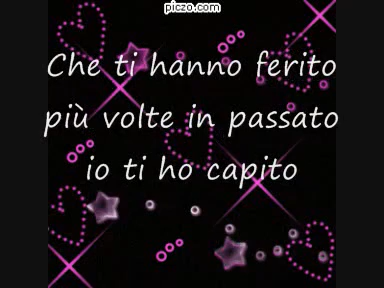 piczo.com
Che ti hanno ferito
più volte in passato
io ti ho capito